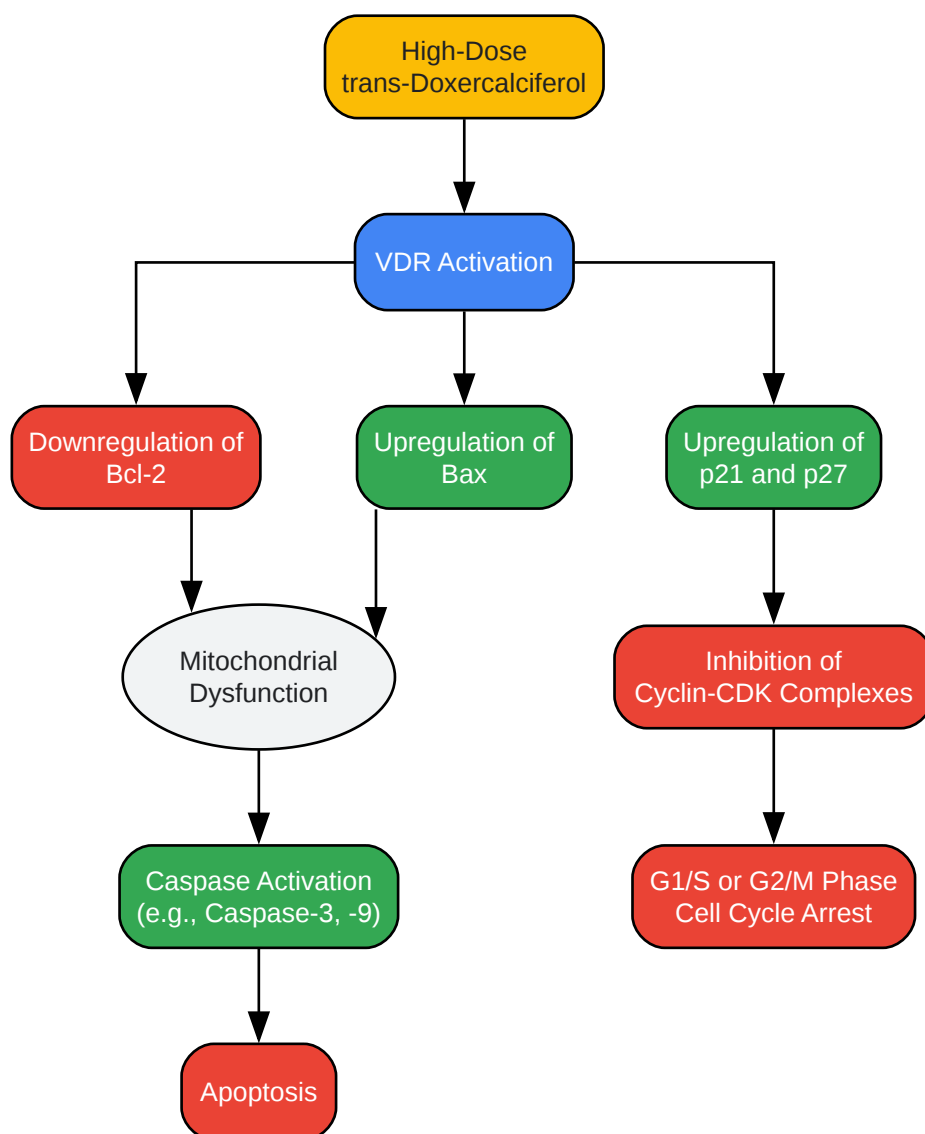 High-Dose
trans-Doxercalciferol
VDR Activation
Downregulation of
Bcl-2
Upregulation of
Bax
Upregulation of
p21 and p27
Mitochondrial
Dysfunction
Inhibition of
Cyclin-CDK Complexes
Caspase Activation
(e.g., Caspase-3, -9)
G1/S or G2/M Phase
Cell Cycle Arrest
Apoptosis